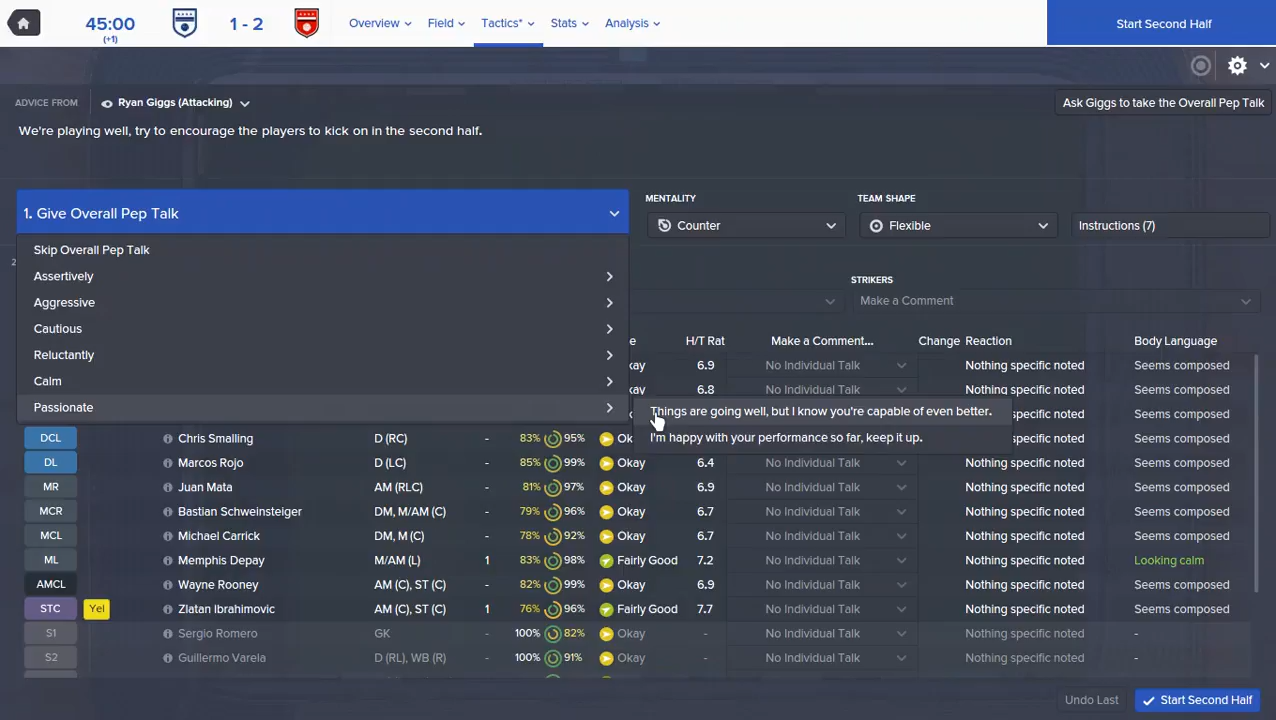 45:00
(+1)
1 - 2
Overview
Field
Tactics*
Stats
Analysis
Start Second Half
ADVICE FROM
Ryan Giggs (Attacking)
Ask Giggs to take the Overall Pep Talk
We're playing well, try to encourage the players to kick on in the second half.
1. Give Overall Pep Talk
MENTALITY
Counter
TEAM SHAPE
Flexible
Instructions (7)
Skip Overall Pep Talk
Assertively
Aggressive
Cautious
Reluctantly
Calm
Passionate
Things are going well, but I know you're capable of even better.
I'm happy with your performance so far, keep it up.
STRIKERS
Make a Comment
H/T Rat Make a Comment... Change Reaction Body Language
6.9 No Individual Talk Nothing specific noted Seems composed
6.8 No Individual Talk Nothing specific noted Seems composed
Nothing specific noted Seems composed
DCL Chris Smalling D (RC) - 83% 95% Nothing specific noted Seems composed
DL Marcos Rojo D (LC) - 85% 99% Okay 6.4 No Individual Talk Nothing specific noted Seems composed
MR Juan Mata AM (RLC) - 81% 97% Okay 6.9 No Individual Talk Nothing specific noted Seems composed
MCR Bastian Schweinsteiger DM, M/AM (C) - 79% 96% Okay 6.7 No Individual Talk Nothing specific noted Seems composed
MCL Michael Carrick DM, M (C) - 78% 92% Okay 6.7 No Individual Talk Nothing specific noted Seems composed
ML Memphis Depay M/AM (L) 1 83% 98% Fairly Good 7.2 No Individual Talk Nothing specific noted Looking calm
AMCL Wayne Rooney AM (C), ST (C) - 82% 99% Okay 6.9 No Individual Talk Nothing specific noted Seems composed
STC Yel Zlatan Ibrahimovic AM (C), ST (C) 1 76% 96% Fairly Good 7.7 No Individual Talk Nothing specific noted Seems composed
S1 Sergio Romero GK 100% 82% Okay - No Individual Talk Nothing specific noted -
S2 Guillermo Varela D (RL), WB (R) 100% 91% Okay - No Individual Talk Nothing specific noted -
Undo Last
Start Second Half